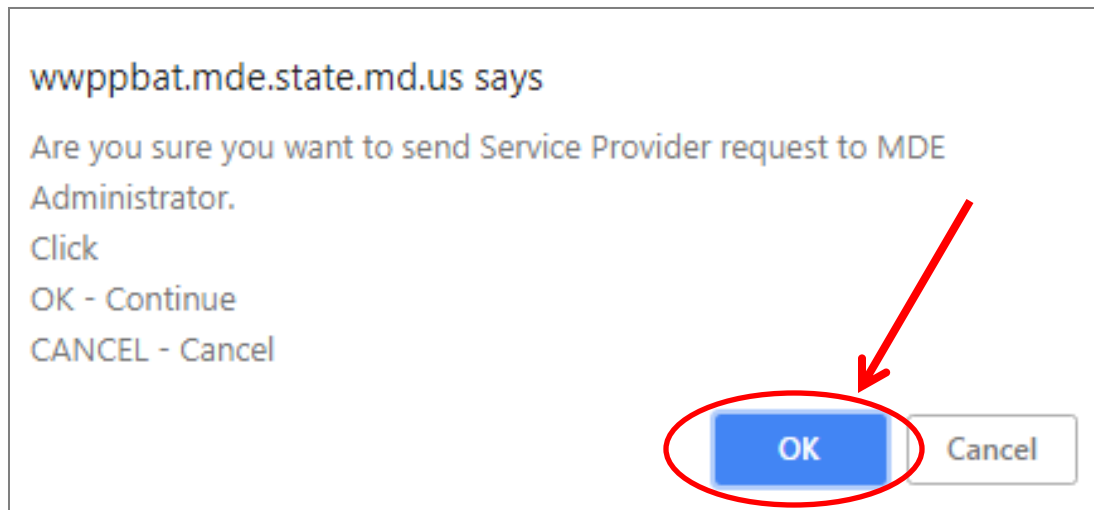 wwppbat.mde.state.md.us says
Are you sure you want to send Service Provider request to MDE
Administrator.
Click
OK - Continue
CANCEL - Cancel
OK
Cancel